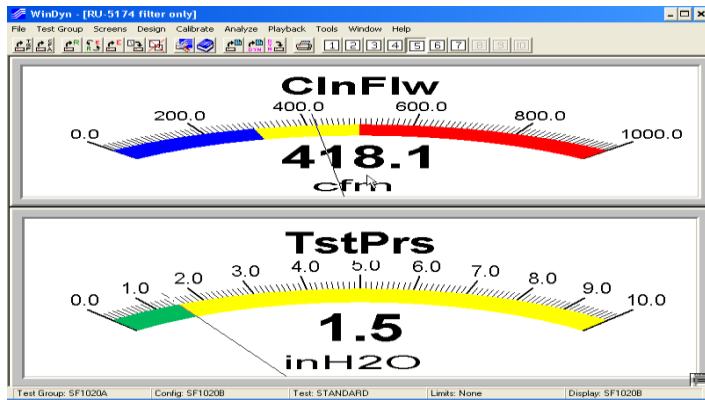 WinDyn - [RU-5174 filter only]
File Test Group Screens Design Calibrate Analyze Playback Tools Window Help
1 2 3 4 5 6 7 8 9 10
ClnFlw
0.0 200.0 400.0 600.0 800.0 1000.0
418.1
cfm
TstPrs
0.0 1.0 2.0 3.0 4.0 5.0 6.0 7.0 8.0 9.0 10.0
1.5
inH2O
Test Group: SF1020A Config: SF1020B Test: STANDARD Limits: None Display: SF1020B